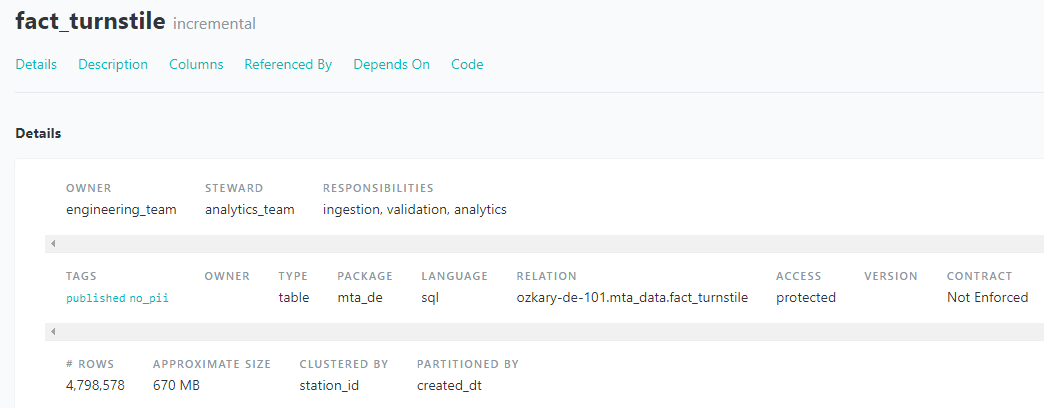 fact_turnstile incremental
Details Description Columns Referenced By Depends On Code
Details
OWNER STEWARD RESPONSIBILITIES
engineering_team analytics_team ingestion, validation, analytics
TAGS OWNER TYPE PACKAGE LANGUAGE RELATION ACCESS VERSION CONTRACT
published no_pii table mta_de sql ozkary-de-101.mta_data.fact_turnstile protected Not Enforced
# ROWS APPROXIMATE SIZE CLUSTERED BY PARTITIONED BY
4,798,578 670 MB station_id created_dt